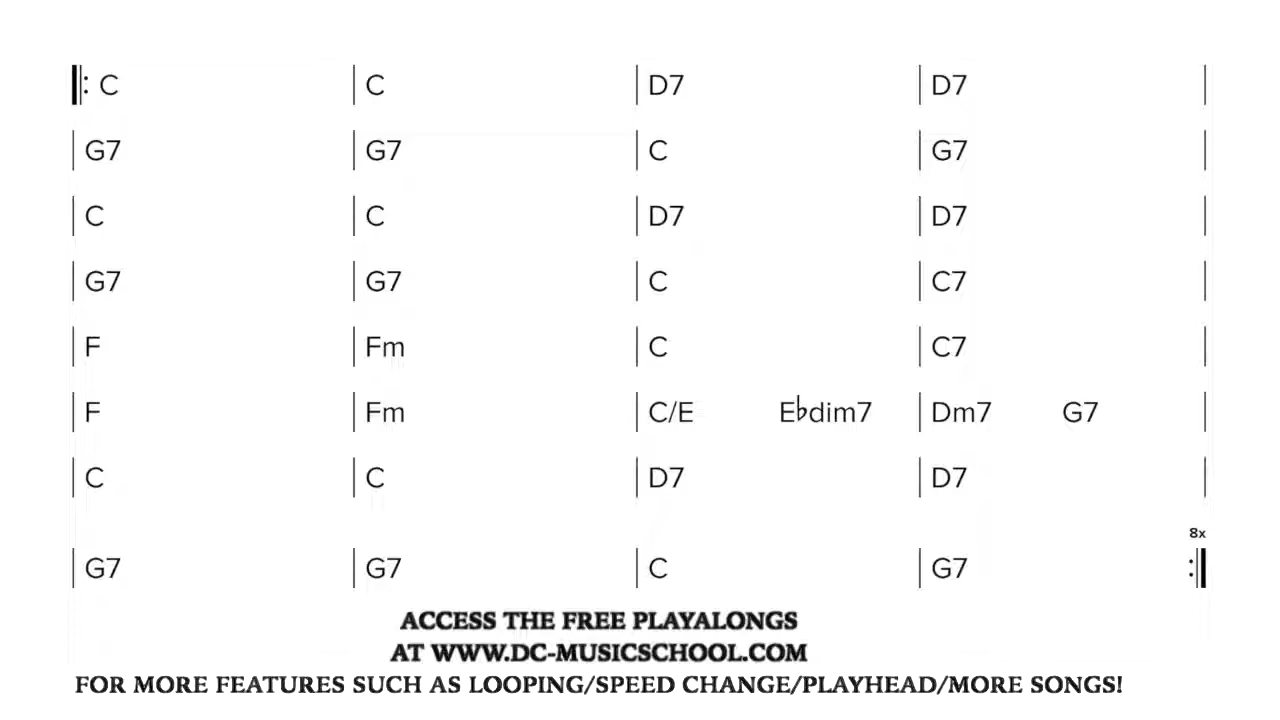 C C D7 D7
G7 G7 C G7
C C D7 D7
G7 G7 C C7
F Fm C C7
F Fm C/E E♭dim7 Dm7 G7
C C D7 D7
8x
G7 G7 C G7
ACCESS THE FREE PLAYALONGS
AT WWW.DC-MUSICSCHOOL.COM
FOR MORE FEATURES SUCH AS LOOPING/SPEED CHANGE/PLAYHEAD/MORE SONGS!